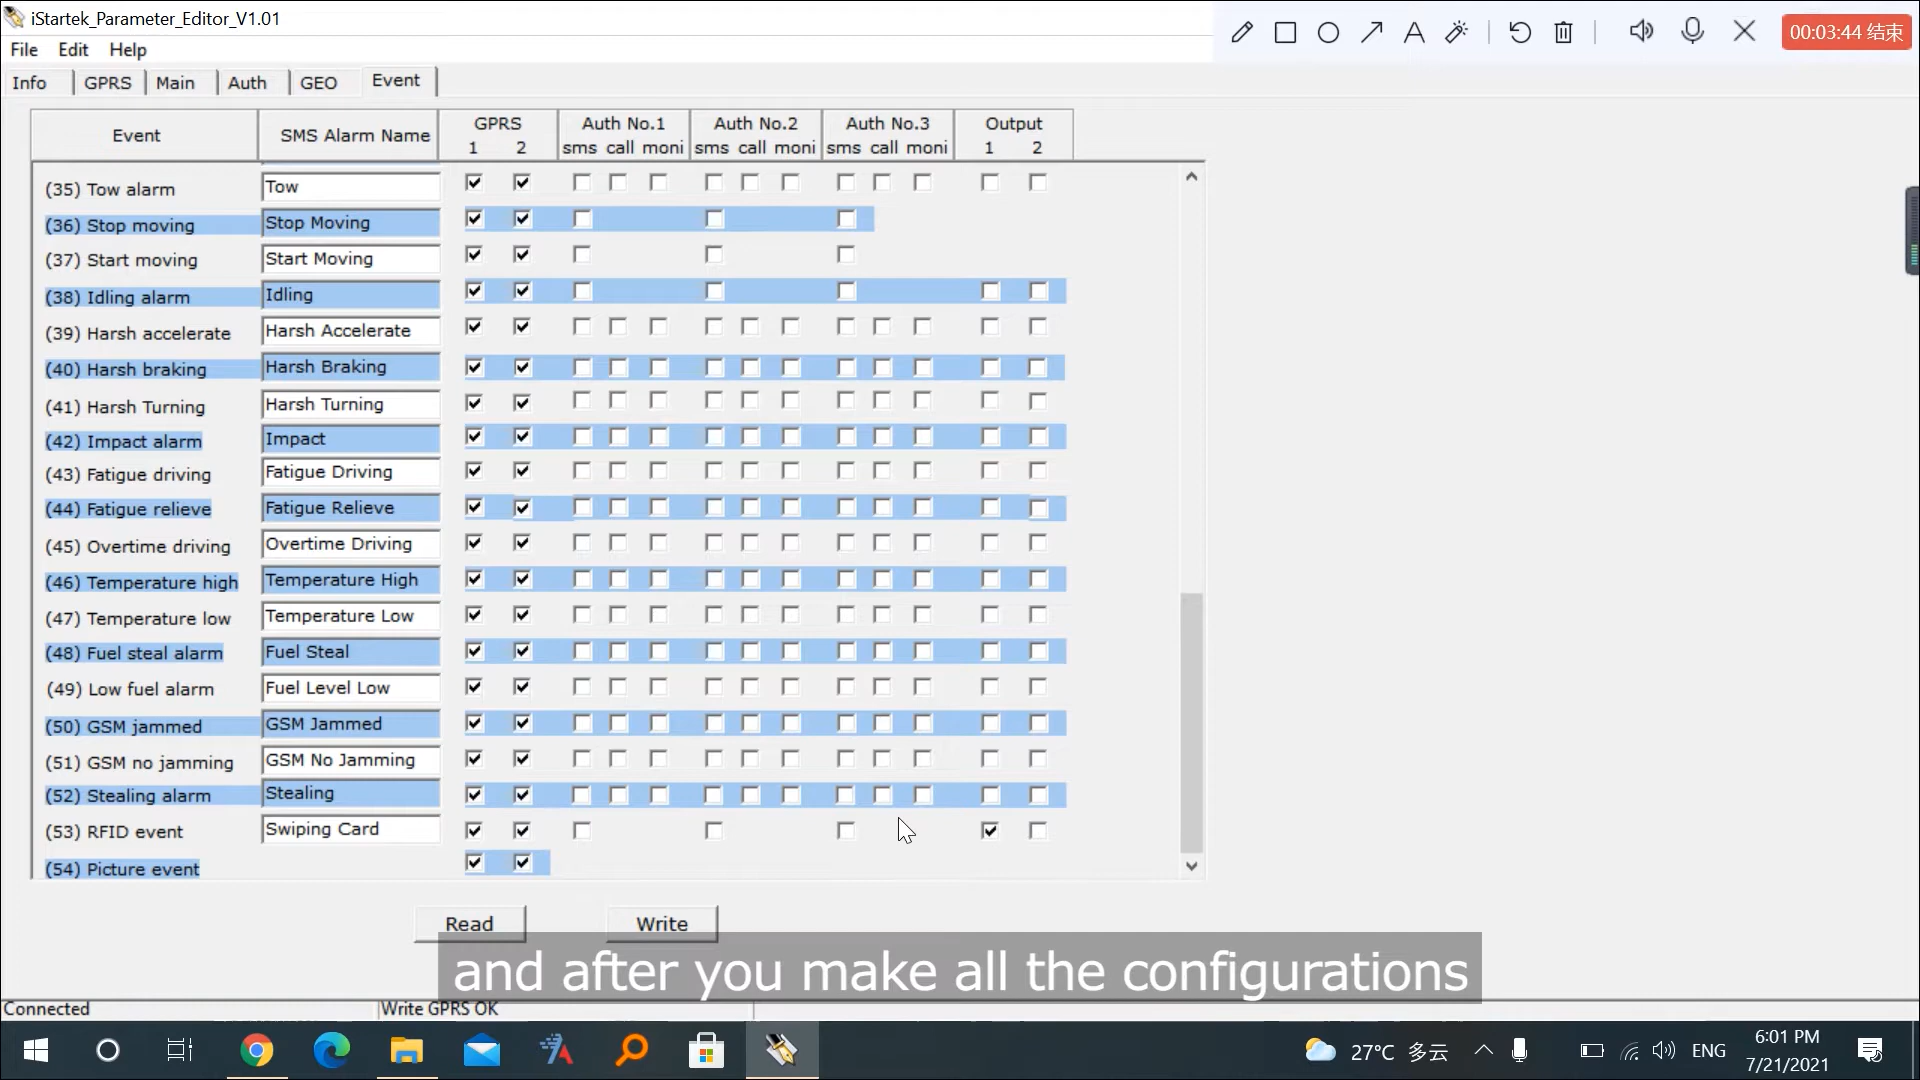 iStartek_Parameter_Editor_V1.01
00:03:44 结束
File Edit Help
Info GPRS Main Auth GEO Event
Event SMS Alarm Name GPRS Auth No.1 Auth No.2 Auth No.3 Output
1 2 sms call moni sms call moni sms call moni 1 2
(35) Tow alarm Tow
(36) Stop moving Stop Moving
(37) Start moving Start Moving
(38) Idling alarm Idling
(39) Harsh accelerate Harsh Accelerate
(40) Harsh braking Harsh Braking
(41) Harsh Turning Harsh Turning
(42) Impact alarm Impact
(43) Fatigue driving Fatigue Driving
(44) Fatigue relieve Fatigue Relieve
(45) Overtime driving Overtime Driving
(46) Temperature high Temperature High
(47) Temperature low Temperature Low
(48) Fuel steal alarm Fuel Steal
(49) Low fuel alarm Fuel Level Low
(50) GSM jammed GSM Jammed
(51) GSM no jamming GSM No Jamming
(52) Stealing alarm Stealing
(53) RFID event Swiping Card
(54) Picture event
Read Write
and after you make all the configurations
Connected Write GPRS OK
27°C 多云 ENG 6:01 PM
7/21/2021